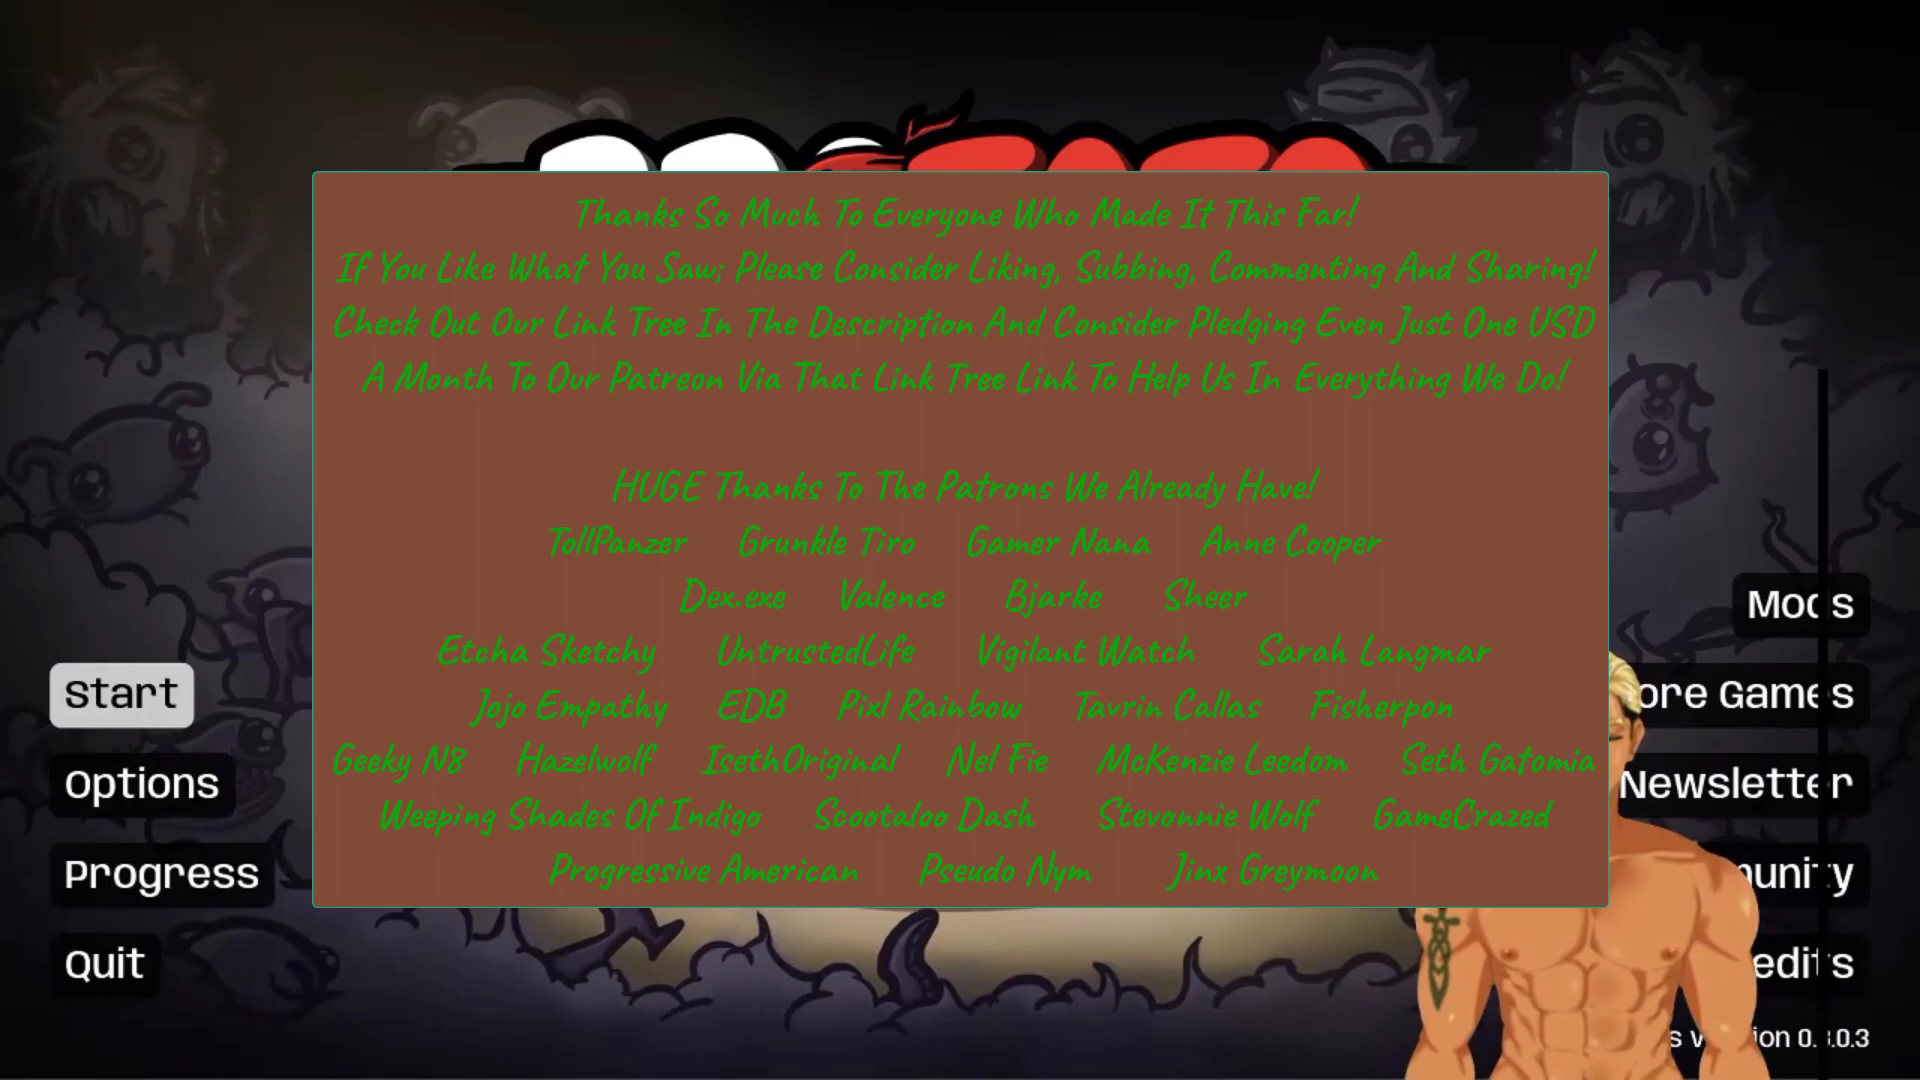 Thanks So Much To Everyone Who Made It This Far!
If You Like What You Saw; Please Consider Liking, Subbing, Commenting And Sharing!
Check Out Our Link Tree In The Description And Consider Pledging Even Just One USD
A Month To Our Patreon Via That Link Tree Link To Help Us In Everything We Do!
HUGE Thanks To The Patrons We Already Have!
TollPanzer Grunkle Tiro Gamer Nana Anne Cooper
Dex.exe Valence Bjarke Sheer
Etcha Sketchy UntrustedLife Vigilant Watch Sarah Langmar
Jojo Empathy EDB Pixl Rainbow Tavrin Callas Fisherpon
Geeky N8 Hazelwolf IsethOriginal Nel Fie McKenzie Leedom Seth Gatomia
Weeping Shades Of Indigo Scootaloo Dash Stevonnie Wolf GameCrazed
Progressive American Pseudo Nym Jinx Greymoon
Start
Options
Progress
Quit
Mods
ore Games
Newsletter
munity
edits